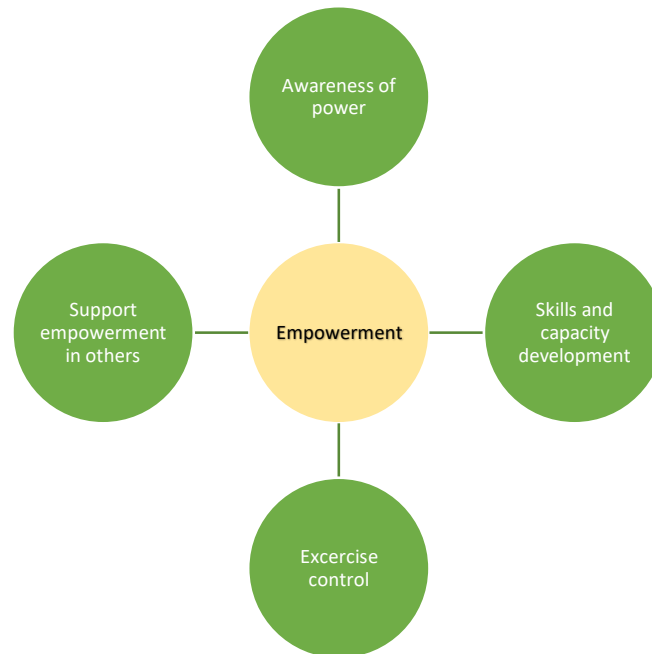 Awareness of
power
Support
empowerment
in others
Empowerment
Skills and
capacity
development
Excercise
control